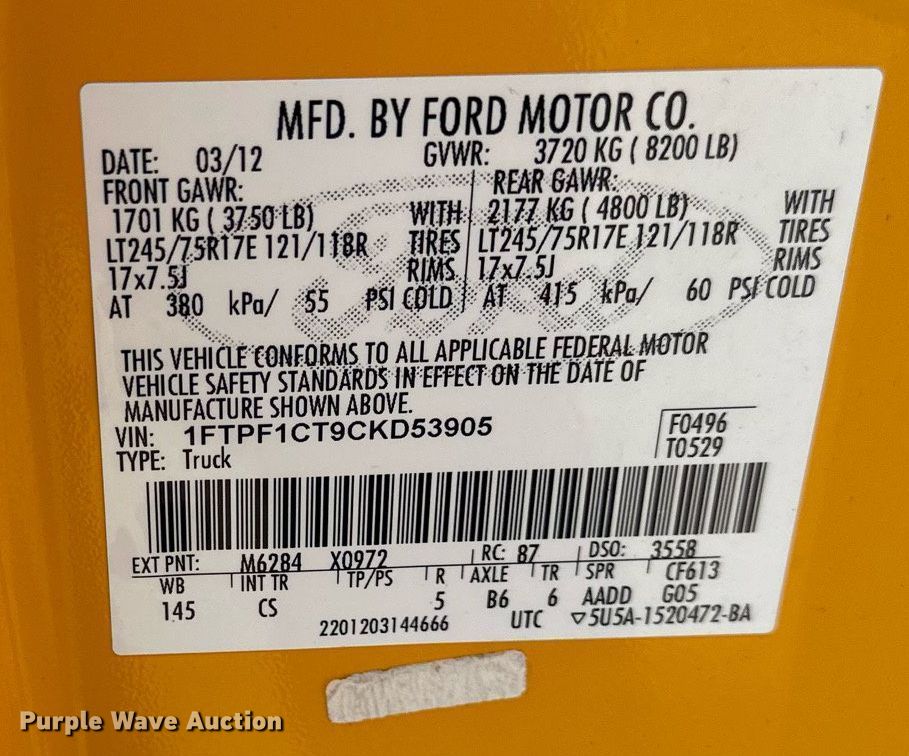 MFD. BY FORD MOTOR CO.
DATE: 03/12 GVWR: 3720 KG ( 8200 LB)
FRONT GAWR: REAR GAWR:
1701 KG ( 3750 LB) WITH 2177 KG ( 4800 LB) WITH
LT245/75R17E 121/118R TIRES LT245/75R17E 121/118R TIRES
17x7.5J RIMS 17x7.5J RIMS
AT 380 kPa/ 55 PSI COLD AT 415 kPa/ 60 PSI COLD
THIS VEHICLE CONFORMS TO ALL APPLICABLE FEDERAL MOTOR
VEHICLE SAFETY STANDARDS IN EFFECT ON THE DATE OF
MANUFACTURE SHOWN ABOVE.
VIN: 1FTPF1CT9CKD53905 F0496
TYPE: Truck T0529
EXT PNT: M6284 X0972 RC: 87 DSO: 3558
WB INT TR TP/PS R AXLE TR SPR CF613
145 CS 5 B6 6 AADD G05
2201203144666 UTC ▽5U5A-1520472-BA
Ford
Purple Wave Auction